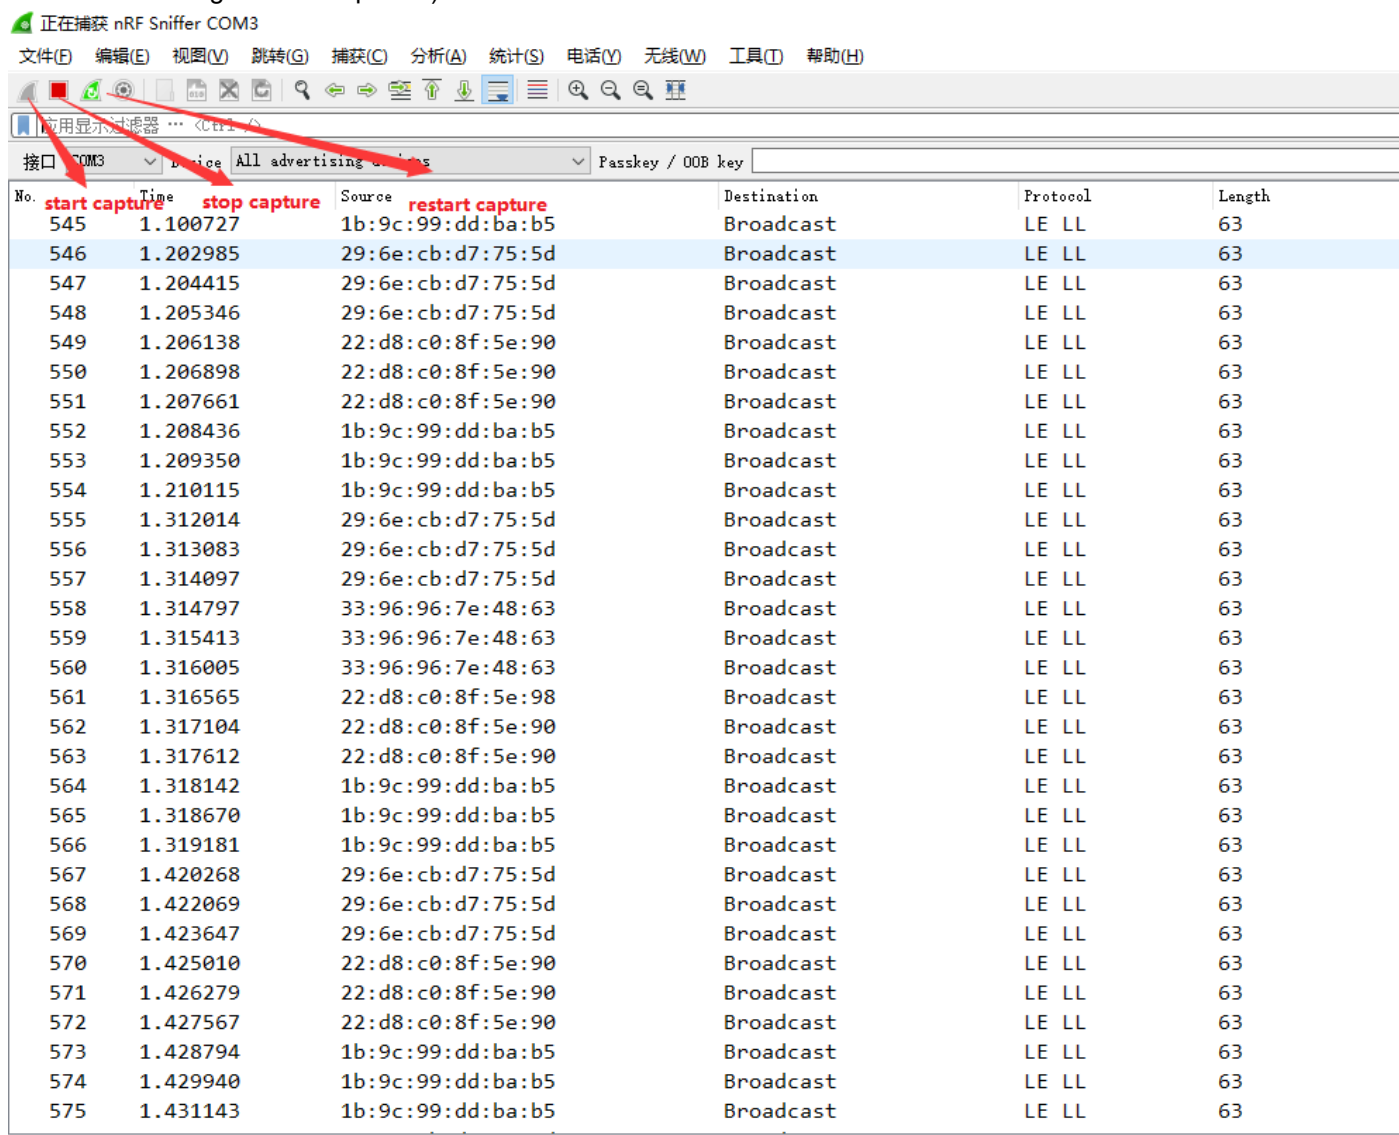 正在捕获 nRF Sniffer COM3
文件(F) 编辑(E) 视图(V) 跳转(G) 捕获(C) 分析(A) 统计(S) 电话(Y) 无线(W) 工具(T) 帮助(H)
应用显示过滤器 … <Ctrl-/>
接口 COM3 Device All advertising devices Passkey / OOB key
No. Time Source Destination Protocol Length
start capture stop capture restart capture
545 1.100727 1b:9c:99:dd:ba:b5 Broadcast LE LL 63
546 1.202985 29:6e:cb:d7:75:5d Broadcast LE LL 63
547 1.204415 29:6e:cb:d7:75:5d Broadcast LE LL 63
548 1.205346 29:6e:cb:d7:75:5d Broadcast LE LL 63
549 1.206138 22:d8:c0:8f:5e:90 Broadcast LE LL 63
550 1.206898 22:d8:c0:8f:5e:90 Broadcast LE LL 63
551 1.207661 22:d8:c0:8f:5e:90 Broadcast LE LL 63
552 1.208436 1b:9c:99:dd:ba:b5 Broadcast LE LL 63
553 1.209350 1b:9c:99:dd:ba:b5 Broadcast LE LL 63
554 1.210115 1b:9c:99:dd:ba:b5 Broadcast LE LL 63
555 1.312014 29:6e:cb:d7:75:5d Broadcast LE LL 63
556 1.313083 29:6e:cb:d7:75:5d Broadcast LE LL 63
557 1.314097 29:6e:cb:d7:75:5d Broadcast LE LL 63
558 1.314797 33:96:96:7e:48:63 Broadcast LE LL 63
559 1.315413 33:96:96:7e:48:63 Broadcast LE LL 63
560 1.316005 33:96:96:7e:48:63 Broadcast LE LL 63
561 1.316565 22:d8:c0:8f:5e:98 Broadcast LE LL 63
562 1.317104 22:d8:c0:8f:5e:90 Broadcast LE LL 63
563 1.317612 22:d8:c0:8f:5e:90 Broadcast LE LL 63
564 1.318142 1b:9c:99:dd:ba:b5 Broadcast LE LL 63
565 1.318670 1b:9c:99:dd:ba:b5 Broadcast LE LL 63
566 1.319181 1b:9c:99:dd:ba:b5 Broadcast LE LL 63
567 1.420268 29:6e:cb:d7:75:5d Broadcast LE LL 63
568 1.422069 29:6e:cb:d7:75:5d Broadcast LE LL 63
569 1.423647 29:6e:cb:d7:75:5d Broadcast LE LL 63
570 1.425010 22:d8:c0:8f:5e:90 Broadcast LE LL 63
571 1.426279 22:d8:c0:8f:5e:90 Broadcast LE LL 63
572 1.427567 22:d8:c0:8f:5e:90 Broadcast LE LL 63
573 1.428794 1b:9c:99:dd:ba:b5 Broadcast LE LL 63
574 1.429940 1b:9c:99:dd:ba:b5 Broadcast LE LL 63
575 1.431143 1b:9c:99:dd:ba:b5 Broadcast LE LL 63